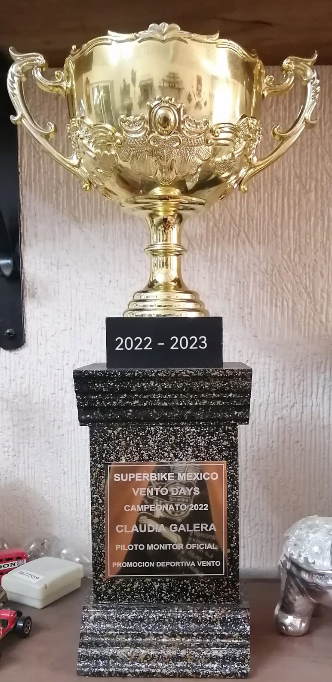 2022 - 2023
SUPERBIKE MEXICO
VENTO DAYS
CAMPEONATO 2022
CLAUDIA GALERA
PILOTO MONITOR OFICIAL
PROMOCION DEPORTIVA VENTO